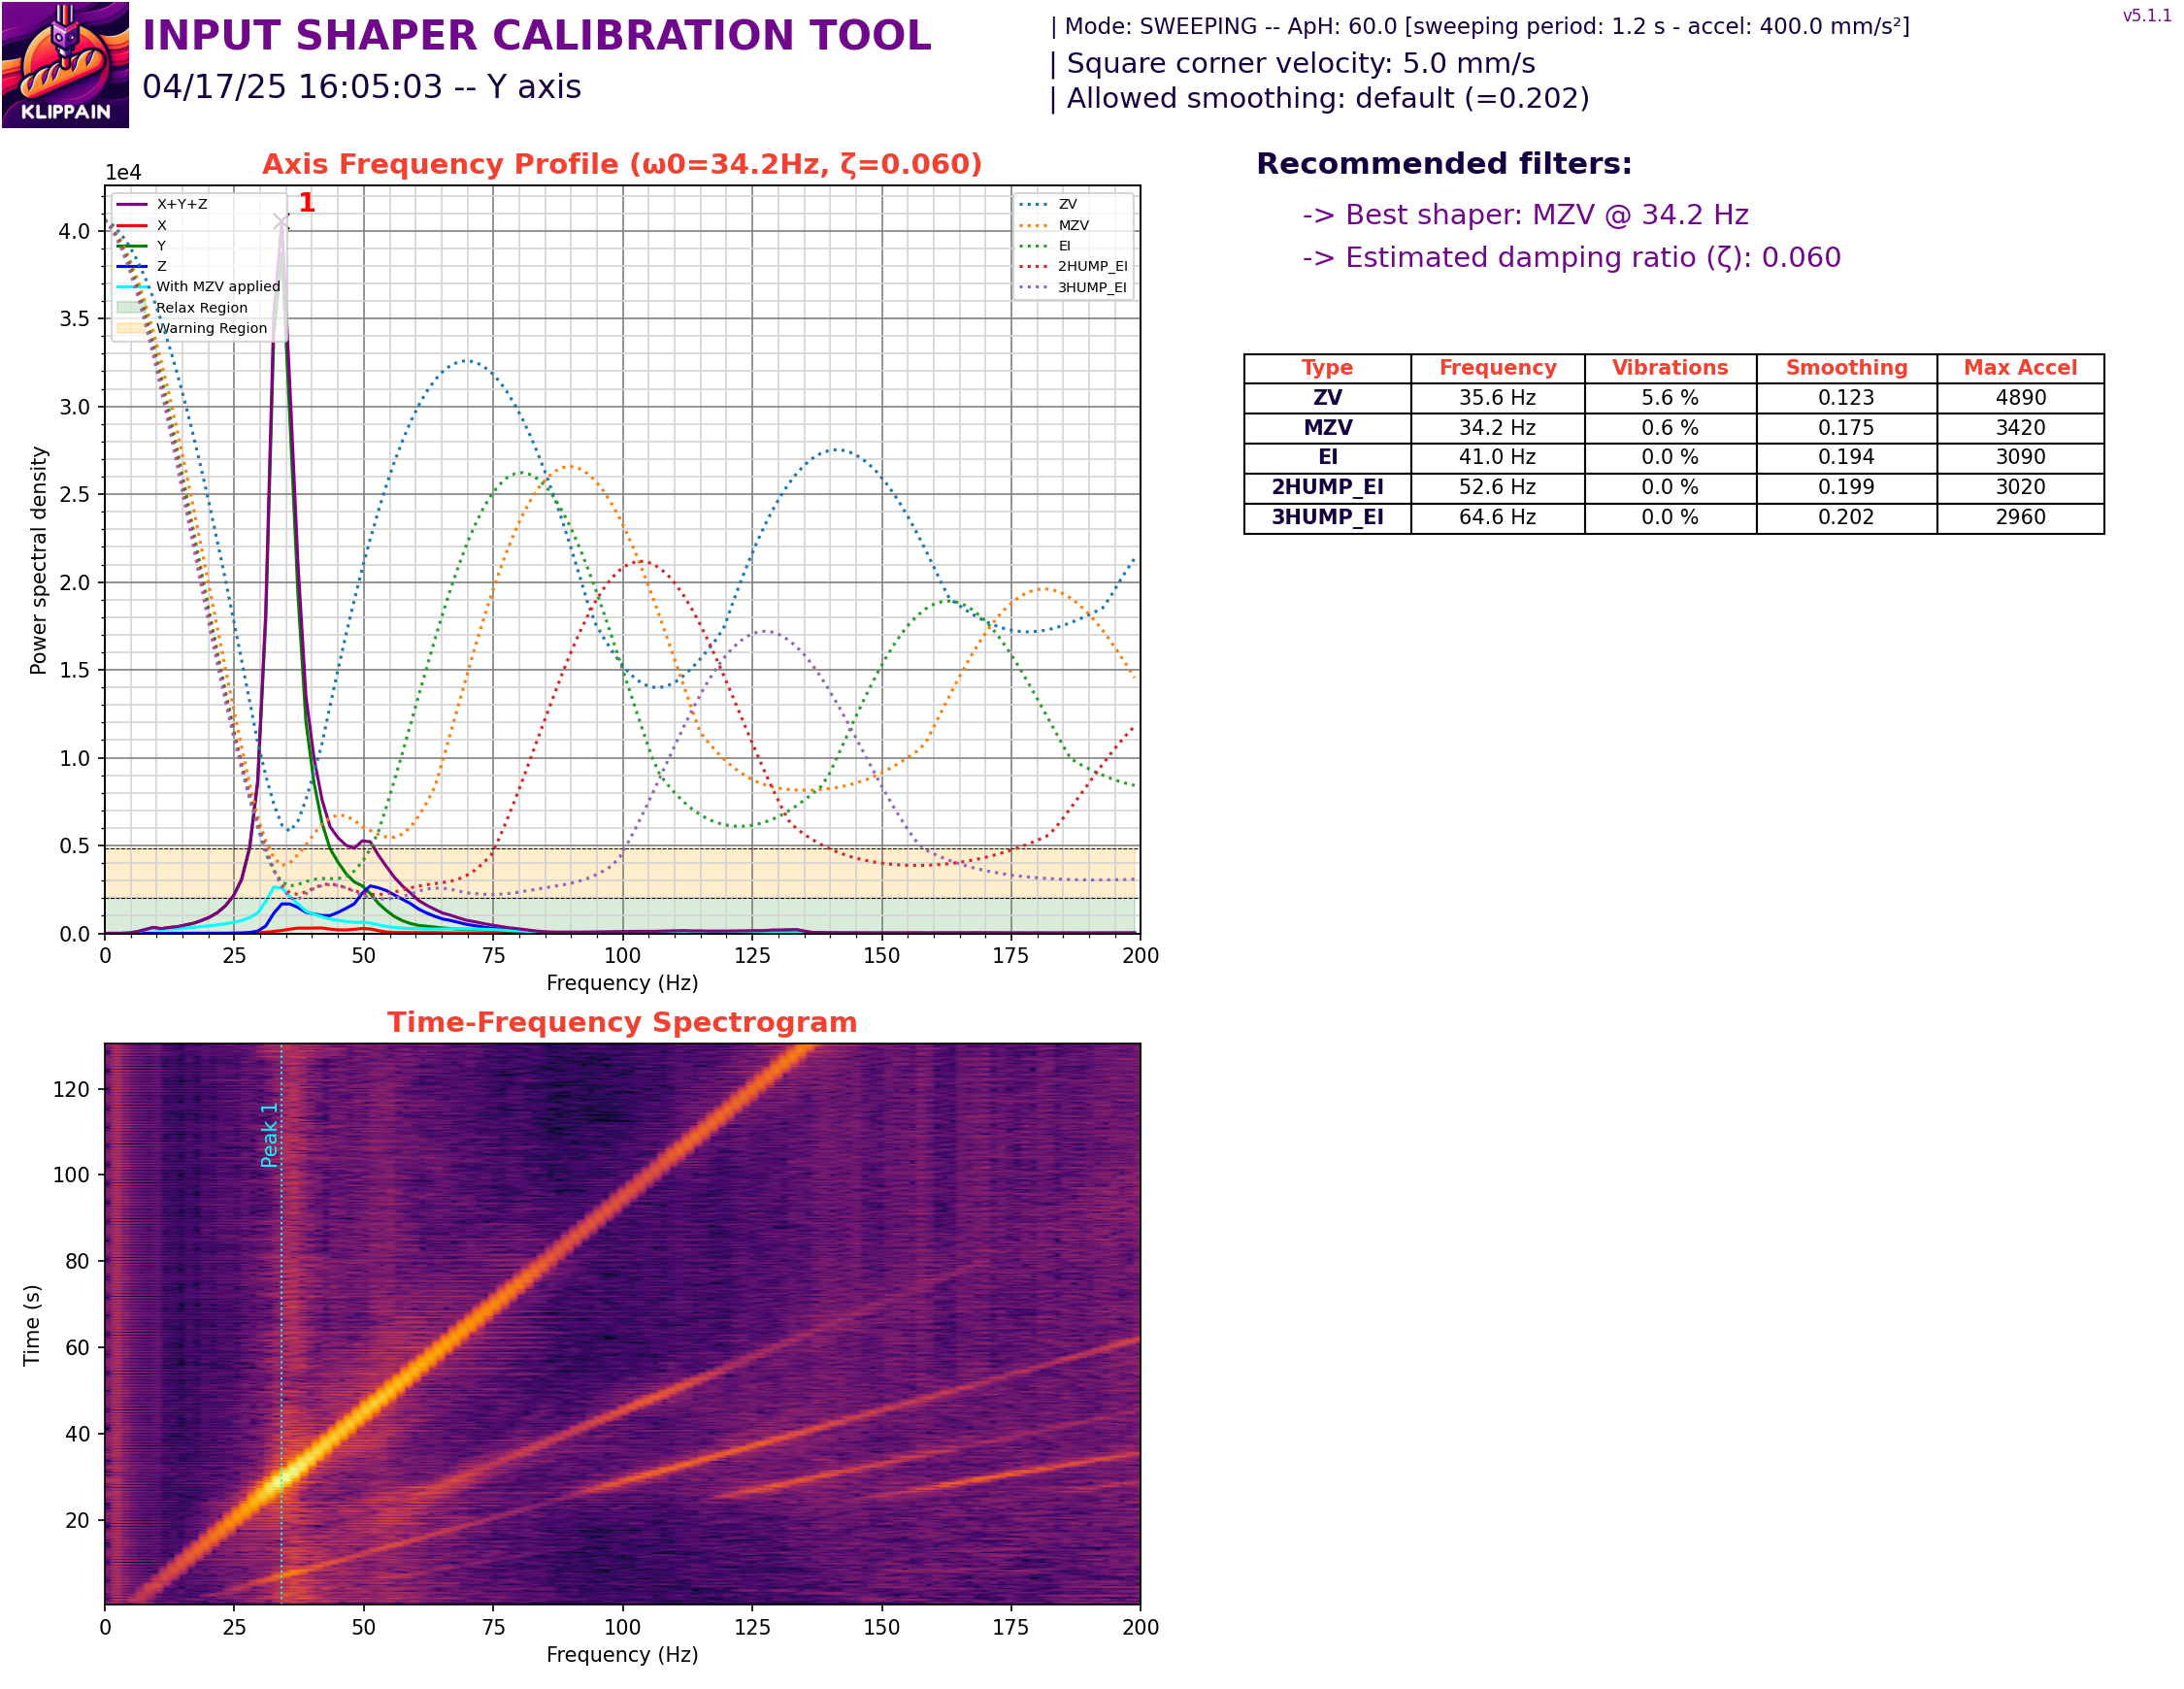 KLIPPAIN
INPUT SHAPER CALIBRATION TOOL
04/17/25 16:05:03 -- Y axis
| Mode: SWEEPING -- ApH: 60.0 [sweeping period: 1.2 s - accel: 400.0 mm/s²]
| Square corner velocity: 5.0 mm/s
| Allowed smoothing: default (=0.202)
v5.1.1
Axis Frequency Profile (ω0=34.2Hz, ζ=0.060)
1e4
X+Y+Z
X
Y
Z
With MZV applied
Relax Region
Warning Region
1
ZV
MZV
EI
2HUMP_EI
3HUMP_EI
4.0
3.5
3.0
2.5
2.0
1.5
1.0
0.5
0.0
Power spectral density
0 25 50 75 100 125 150 175 200
Frequency (Hz)
Recommended filters:
-> Best shaper: MZV @ 34.2 Hz
-> Estimated damping ratio (ζ): 0.060
Type Frequency Vibrations Smoothing Max Accel
ZV 35.6 Hz 5.6 % 0.123 4890
MZV 34.2 Hz 0.6 % 0.175 3420
EI 41.0 Hz 0.0 % 0.194 3090
2HUMP_EI 52.6 Hz 0.0 % 0.199 3020
3HUMP_EI 64.6 Hz 0.0 % 0.202 2960
Time-Frequency Spectrogram
120
100
80
60
40
20
Time (s)
Peak 1
0 25 50 75 100 125 150 175 200
Frequency (Hz)